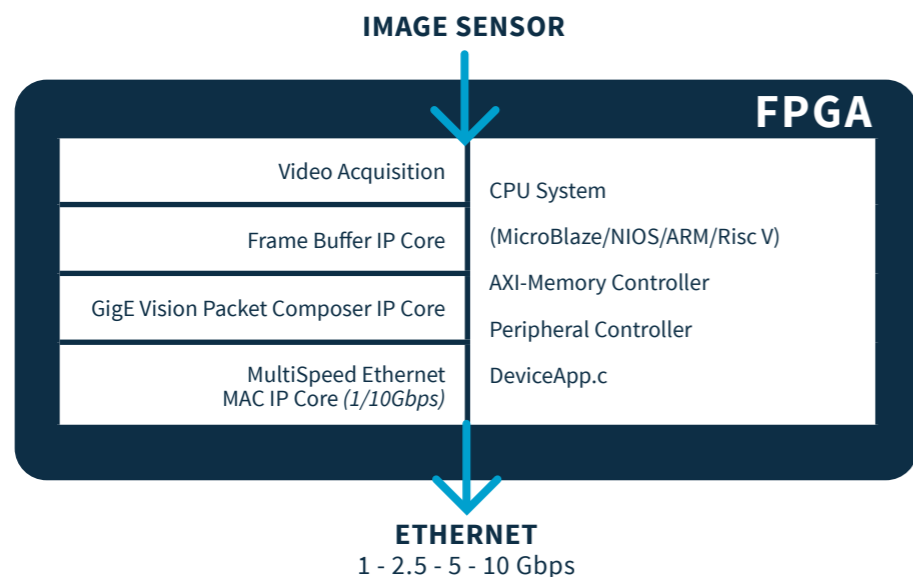 IMAGE SENSOR
FPGA
Video Acquisition
Frame Buffer IP Core
GigE Vision Packet Composer IP Core
MultiSpeed Ethernet
MAC IP Core (1/10Gbps)
CPU System
(MicroBlaze/NIOS/ARM/Risc V)
AXI-Memory Controller
Peripheral Controller
DeviceApp.c
ETHERNET
1 - 2.5 - 5 - 10 Gbps